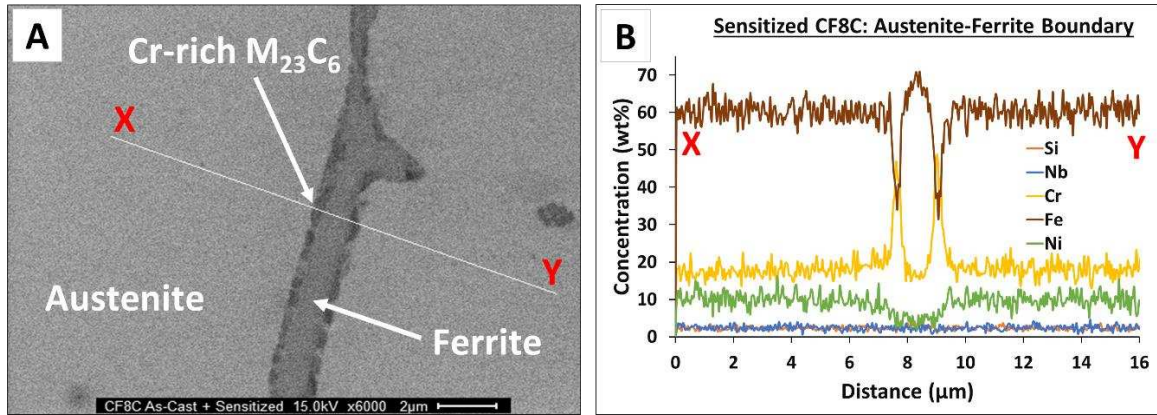 A
Cr-rich M₂₃C₆
X
Y
Austenite
Ferrite
CF8C As-Cast + Sensitized 15.0kV x6000 2µm
B
Sensitized CF8C: Austenite-Ferrite Boundary
Concentration (wt%)
70
60
50
40
30
20
10
0
X
Y
Si
Nb
Cr
Fe
Ni
0 2 4 6 8 10 12 14 16
Distance (µm)